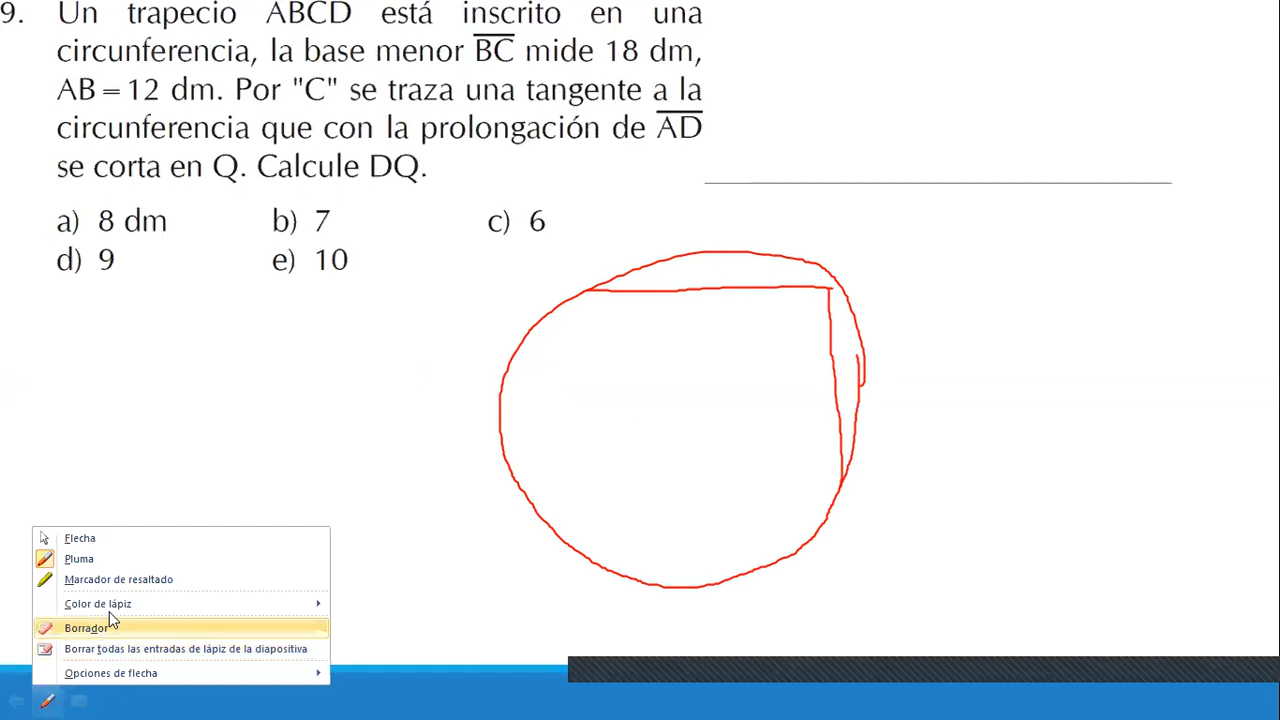 9. Un trapecio ABCD está inscrito en una
circunferencia, la base menor BC mide 18 dm,
AB = 12 dm. Por "C" se traza una tangente a la
circunferencia que con la prolongación de AD
se corta en Q. Calcule DQ.
a) 8 dm b) 7 c) 6
d) 9 e) 10
Flecha
Pluma
Marcador de resaltado
Color de lápiz
Borrador
Borrar todas las entradas de lápiz de la diapositiva
Opciones de flecha